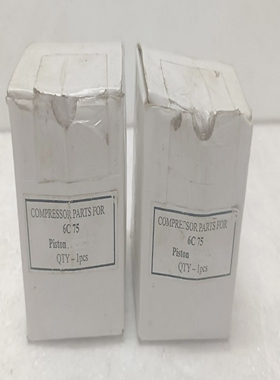 COMPRESSOR PARTS FOR
6C 75
Piston
QTY – 1pcs
COMPRESSOR PARTS FOR
6C 75
Piston
QTY – 1pcs